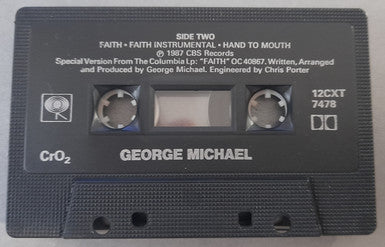 SIDE TWO
FAITH • FAITH INSTRUMENTAL • HAND TO MOUTH
℗ 1987 CBS Records
Special Version From The Columbia Lp: "FAITH" OC 40867. Written, Arranged
and Produced by George Michael. Engineered by Chris Porter
12CXT
7478
CrO₂
GEORGE MICHAEL